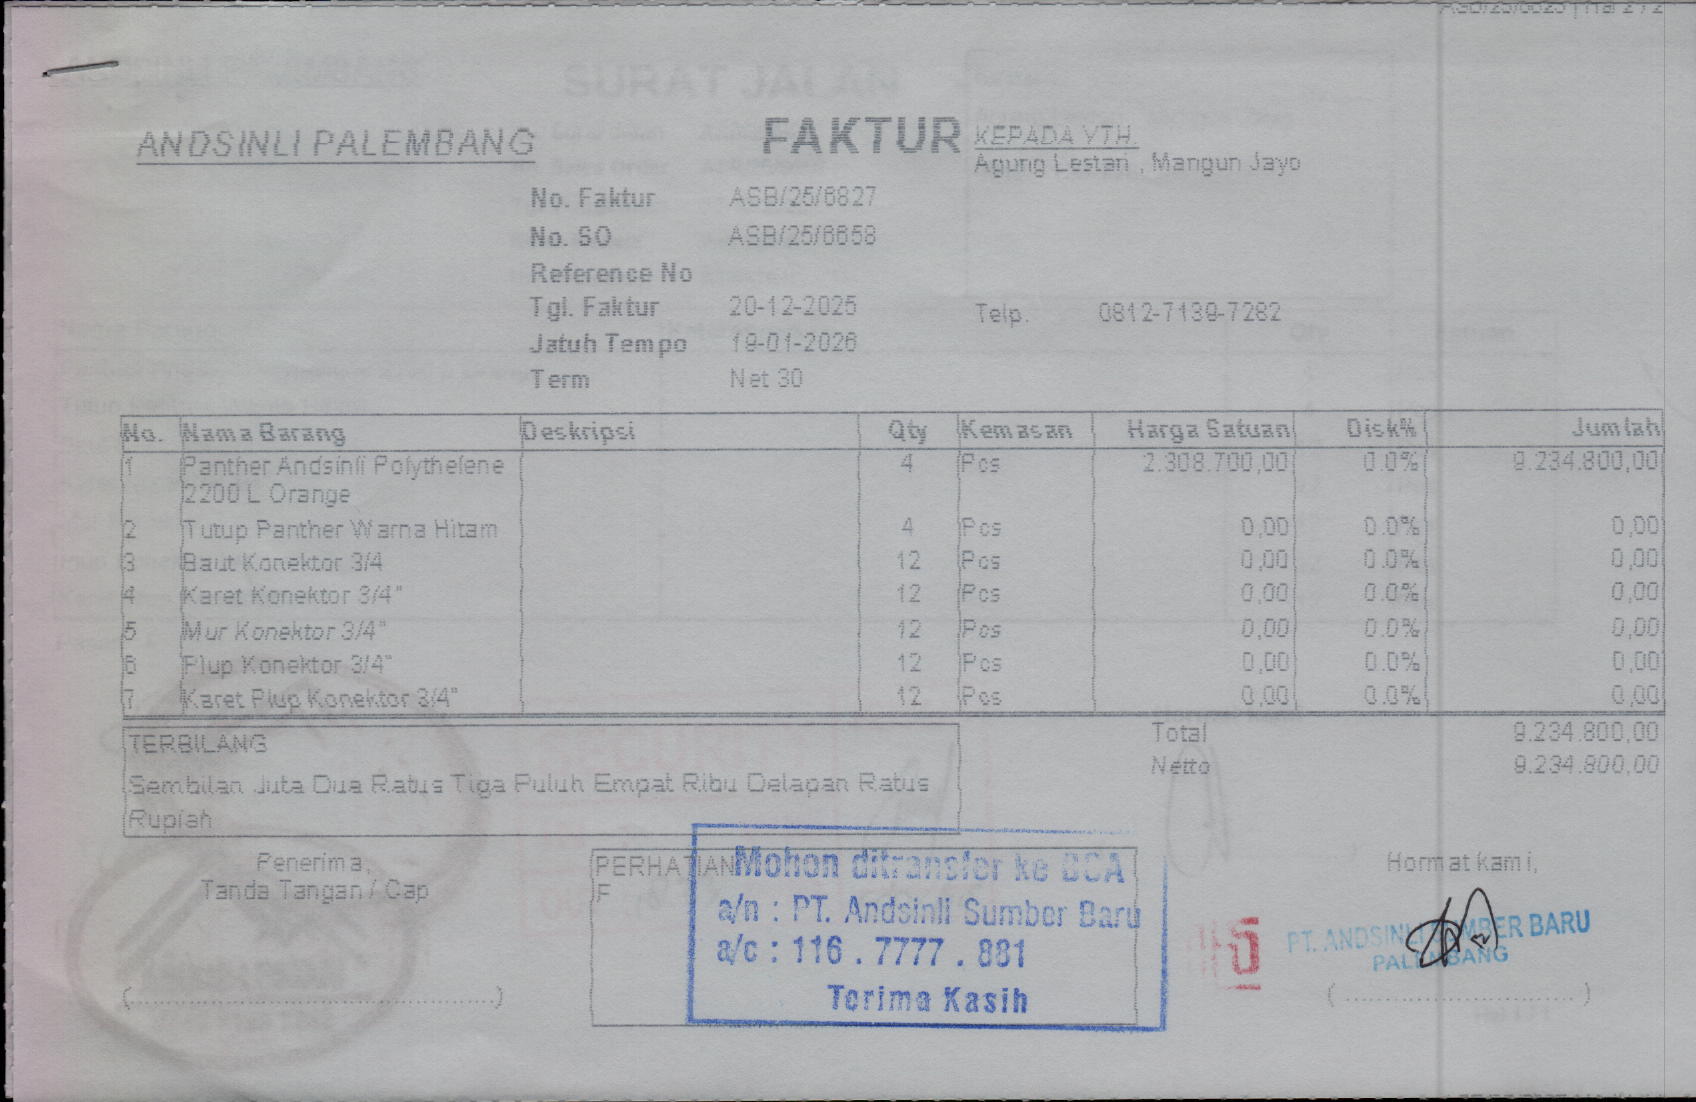 ASB/25/6825 | Hal 2 / 2
SURAT JALAN
ANDSINLI PALEMBANG
FAKTUR
KEPADA YTH.
Agung Lestari , Mangun Jayo
No. Faktur ASB/25/6827
No. SO ASB/25/6658
Reference No
Tgl. Faktur 20-12-2025
Telp. 0812-7139-7282
Jatuh Tempo 19-01-2026
Term Net 30
No. Nama Barang Deskripsi Qty Kemasan Harga Satuan Disk% Jumlah
1 Panther Andsinli Polythelene 4 Pcs 2.308.700,00 0.0% 9.234.800,00
2200 L Orange
2 Tutup Panther Warna Hitam 4 Pcs 0,00 0.0% 0,00
3 Baut Konektor 3/4 12 Pcs 0,00 0.0% 0,00
4 Karet Konektor 3/4" 12 Pcs 0,00 0.0% 0,00
5 Mur Konektor 3/4" 12 Pcs 0,00 0.0% 0,00
6 Plup Konektor 3/4" 12 Pcs 0,00 0.0% 0,00
7 Karet Plup Konektor 3/4" 12 Pcs 0,00 0.0% 0,00
Total 9.234.800,00
Netto 9.234.800,00
TERBILANG
Sembilan Juta Dua Ratus Tiga Puluh Empat Ribu Delapan Ratus
Rupiah
Penerima,
Tanda Tangan / Cap
(......................................)
PERHATIAN
F
Mohon ditransfer ke BCA
a/n : PT. Andsinli Sumber Baru
a/c : 116 . 7777 . 881
Terima Kasih
Hormat Kami,
PT. ANDSINLI SUMBER BARU
PALEMBANG
( ............................ )